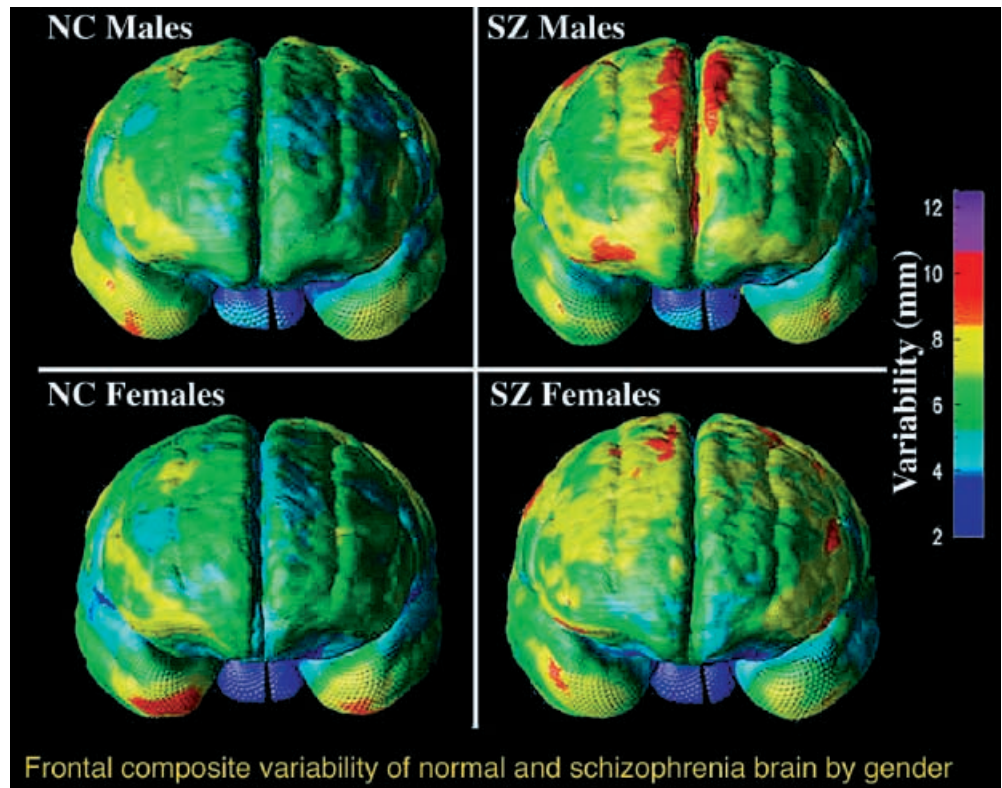 NC Males
SZ Males
NC Females
SZ Females
12
10
8
6
4
2
Variability (mm)
Frontal composite variability of normal and schizophrenia brain by gender